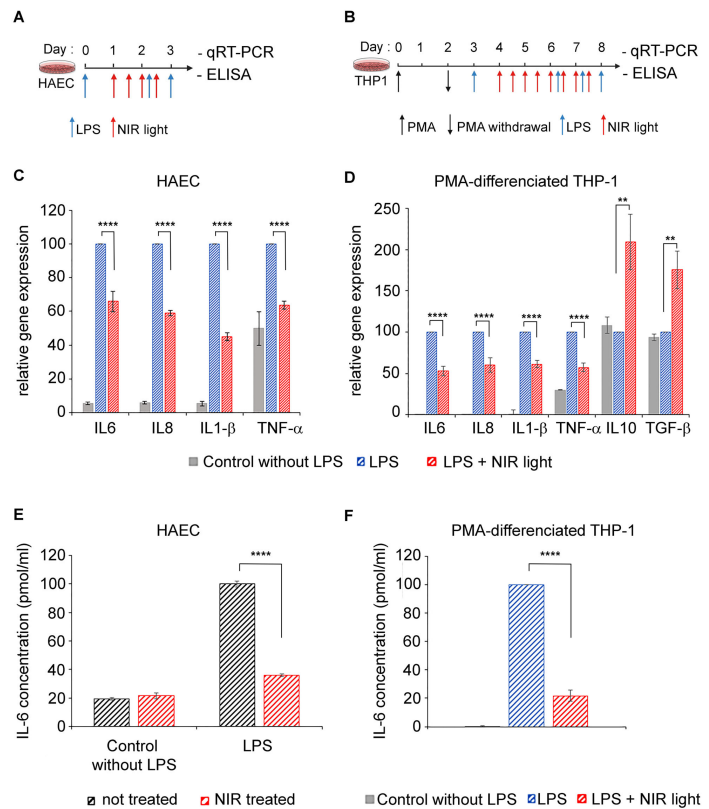 A
Day : 0 1 2 3 - qRT-PCR
- ELISA
HAEC
LPS NIR light
B
Day : 0 1 2 3 4 5 6 7 8 - qRT-PCR
- ELISA
THP1
PMA PMA withdrawal LPS NIR light
C
HAEC
relative gene expression
120
100
80
60
40
20
0
**** **** **** ****
IL6 IL8 IL1-β TNF-α
D
PMA-differenciated THP-1
relative gene expression
250
200
150
100
50
0
**** **** **** **** ** **
IL6 IL8 IL1-β TNF-α IL10 TGF-β
Control without LPS LPS LPS + NIR light
E
HAEC
IL-6 concentration (pmol/ml)
120
100
80
60
40
20
0
****
Control
without LPS
LPS
not treated NIR treated
F
PMA-differenciated THP-1
IL-6 concentration (pmol/ml)
120
100
80
60
40
20
0
****
Control without LPS LPS LPS + NIR light